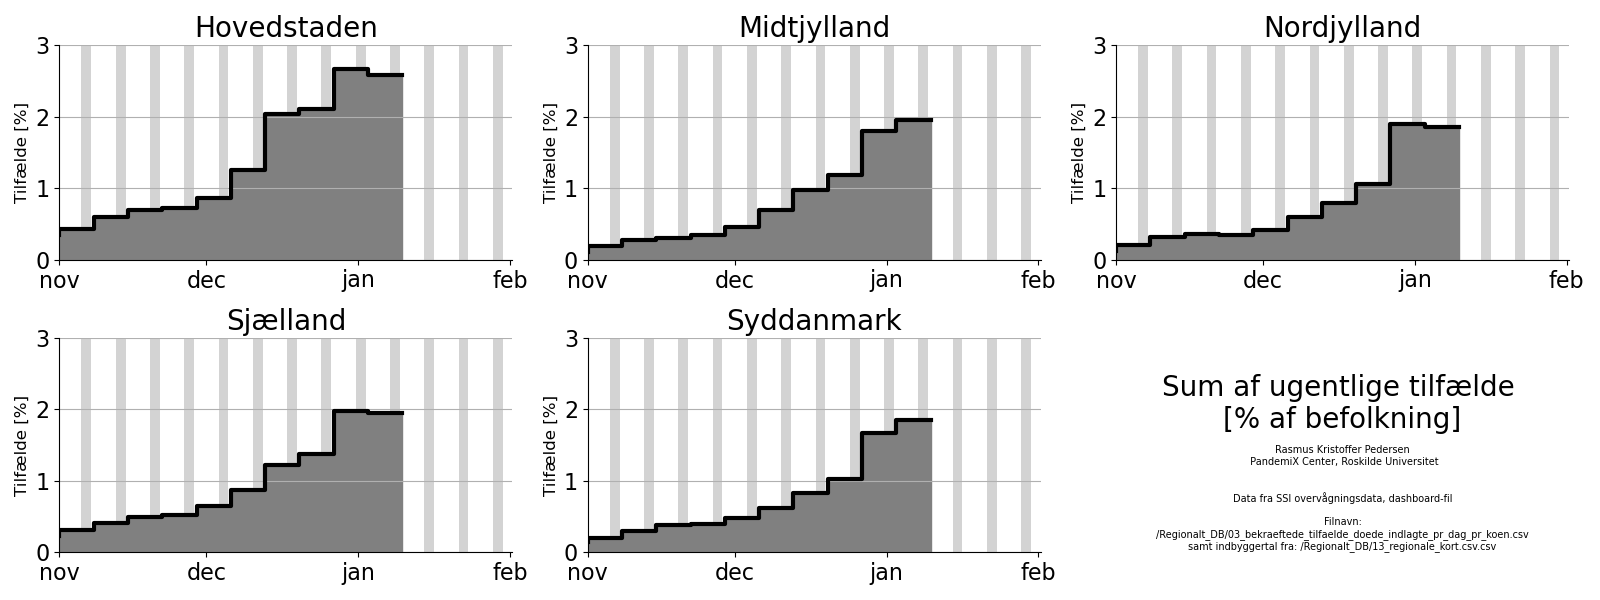 Hovedstaden
Tilfælde [%]
3
2
1
0
nov dec jan feb
Midtjylland
Tilfælde [%]
3
2
1
0
nov dec jan feb
Nordjylland
Tilfælde [%]
3
2
1
0
nov dec jan feb
Sjælland
Tilfælde [%]
3
2
1
0
nov dec jan feb
Syddanmark
Tilfælde [%]
3
2
1
0
nov dec jan feb
Sum af ugentlige tilfælde
[% af befolkning]
Rasmus Kristoffer Pedersen
PandemiX Center, Roskilde Universitet
Data fra SSI overvågningsdata, dashboard-fil
Filnavn:
/Regionalt_DB/03_bekraeftede_tilfaelde_doede_indlagte_pr_dag_pr_koen.csv
samt indbyggertal fra: /Regionalt_DB/13_regionale_kort.csv.csv